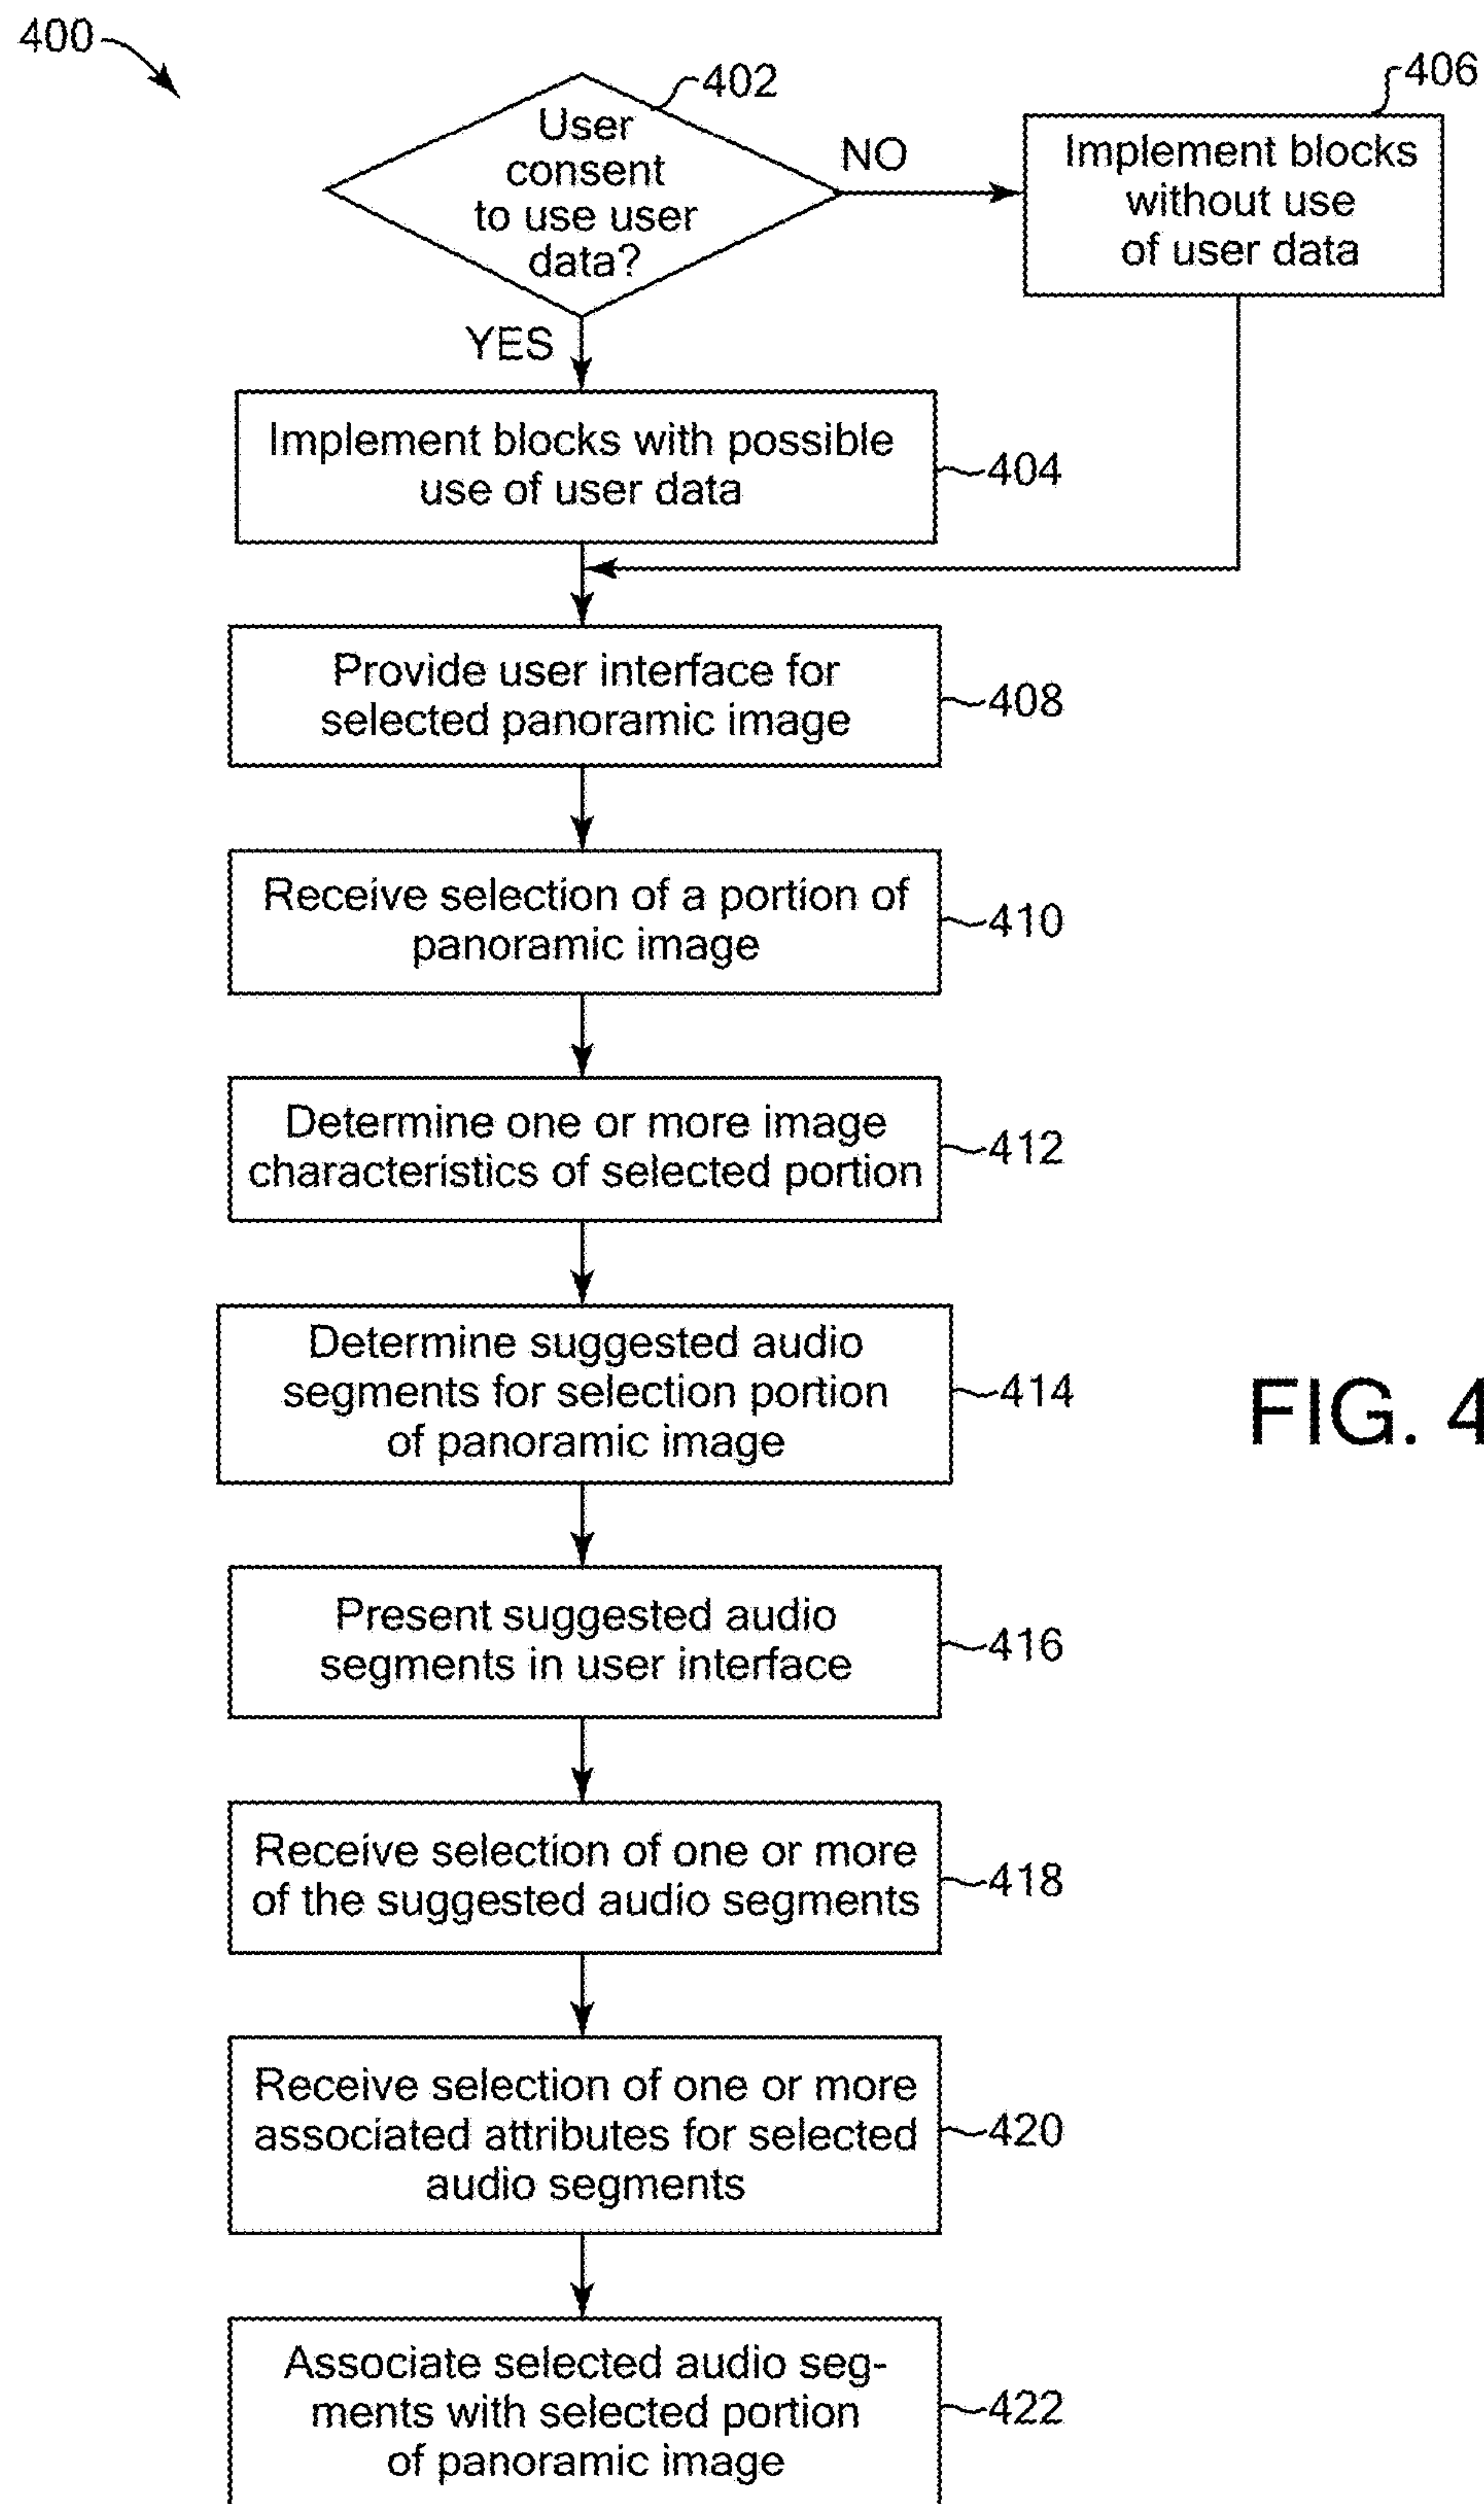 400
402
User
consent
to use user
data?
NO
406
Implement blocks
without use
of user data
YES
Implement blocks with possible
use of user data
404
Provide user interface for
selected panoramic image
408
Receive selection of a portion of
panoramic image
410
Determine one or more image
characteristics of selected portion
412
Determine suggested audio
segments for selection portion
of panoramic image
414
FIG. 4
Present suggested audio
segments in user interface
416
Receive selection of one or more
of the suggested audio segments
418
Receive selection of one or more
associated attributes for selected
audio segments
420
Associate selected audio seg-
ments with selected portion
of panoramic image
422